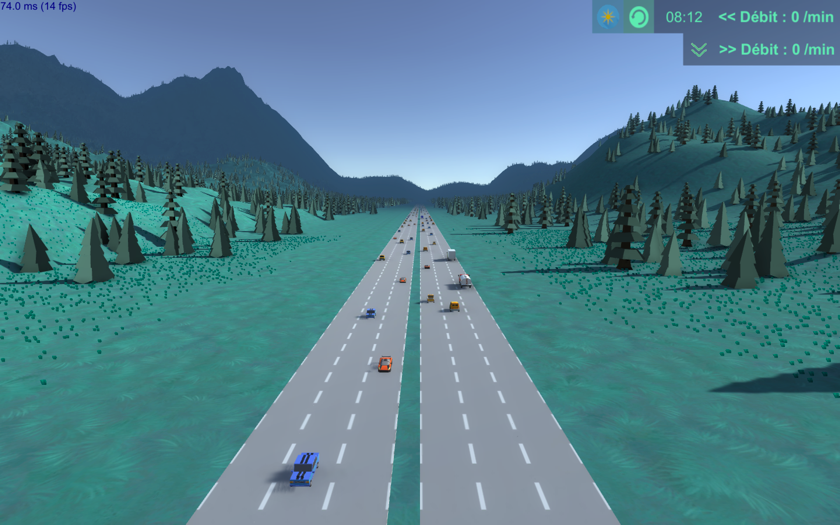 74.0 ms (14 fps)
08:12 << Débit : 0 /min
>> Débit : 0 /min